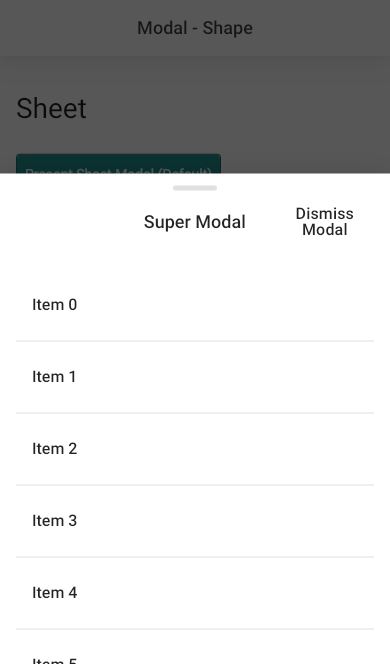 Modal - Shape
Sheet
Present Sheet Modal (Default)
Super Modal
Dismiss
Modal
Item 0
Item 1
Item 2
Item 3
Item 4
Item 5